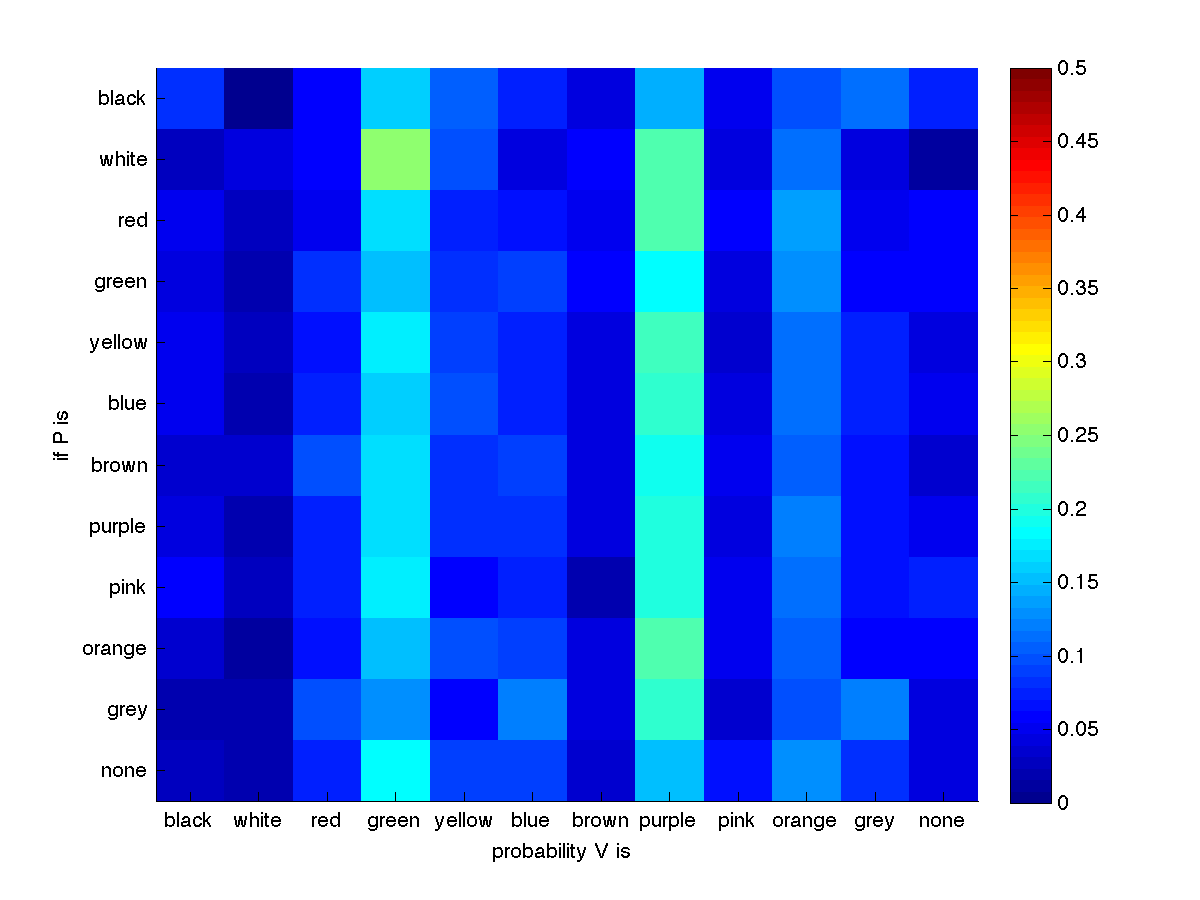 black
white
red
green
yellow
blue
brown
purple
pink
orange
grey
none
if P is
black white red green yellow blue brown purple pink orange grey none
probability V is
0.5
0.45
0.4
0.35
0.3
0.25
0.2
0.15
0.1
0.05
0